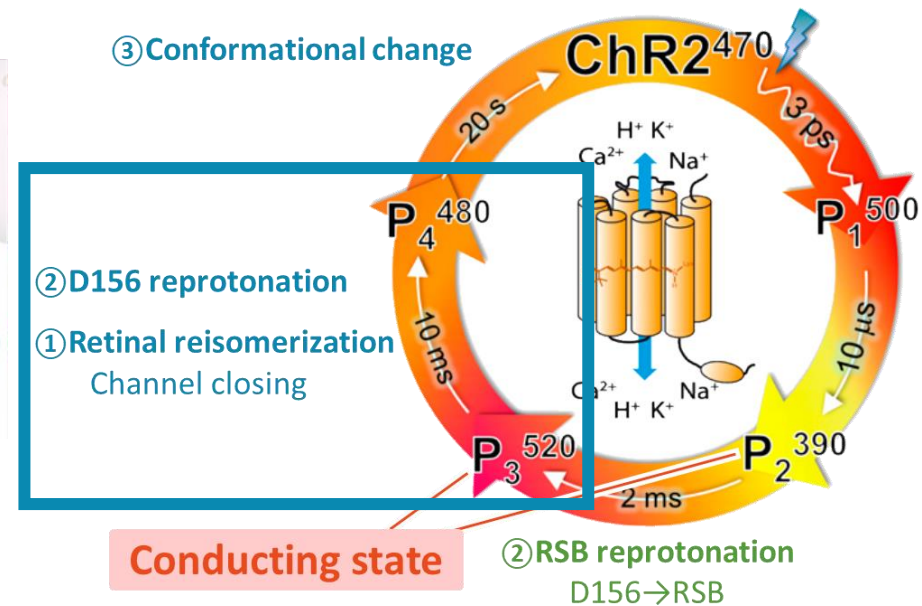 ③Conformational change
ChR2⁴⁷⁰
3 ps
P₁⁵⁰⁰
10 µs
P₂³⁹⁰
2 ms
P₃⁵²⁰
10 ms
P₄⁴⁸⁰
20 s
H⁺ K⁺
Ca²⁺ Na⁺
Ca²⁺ Na⁺
H⁺ K⁺
②D156 reprotonation
①Retinal reisomerization
Channel closing
Conducting state
②RSB reprotonation
D156→RSB